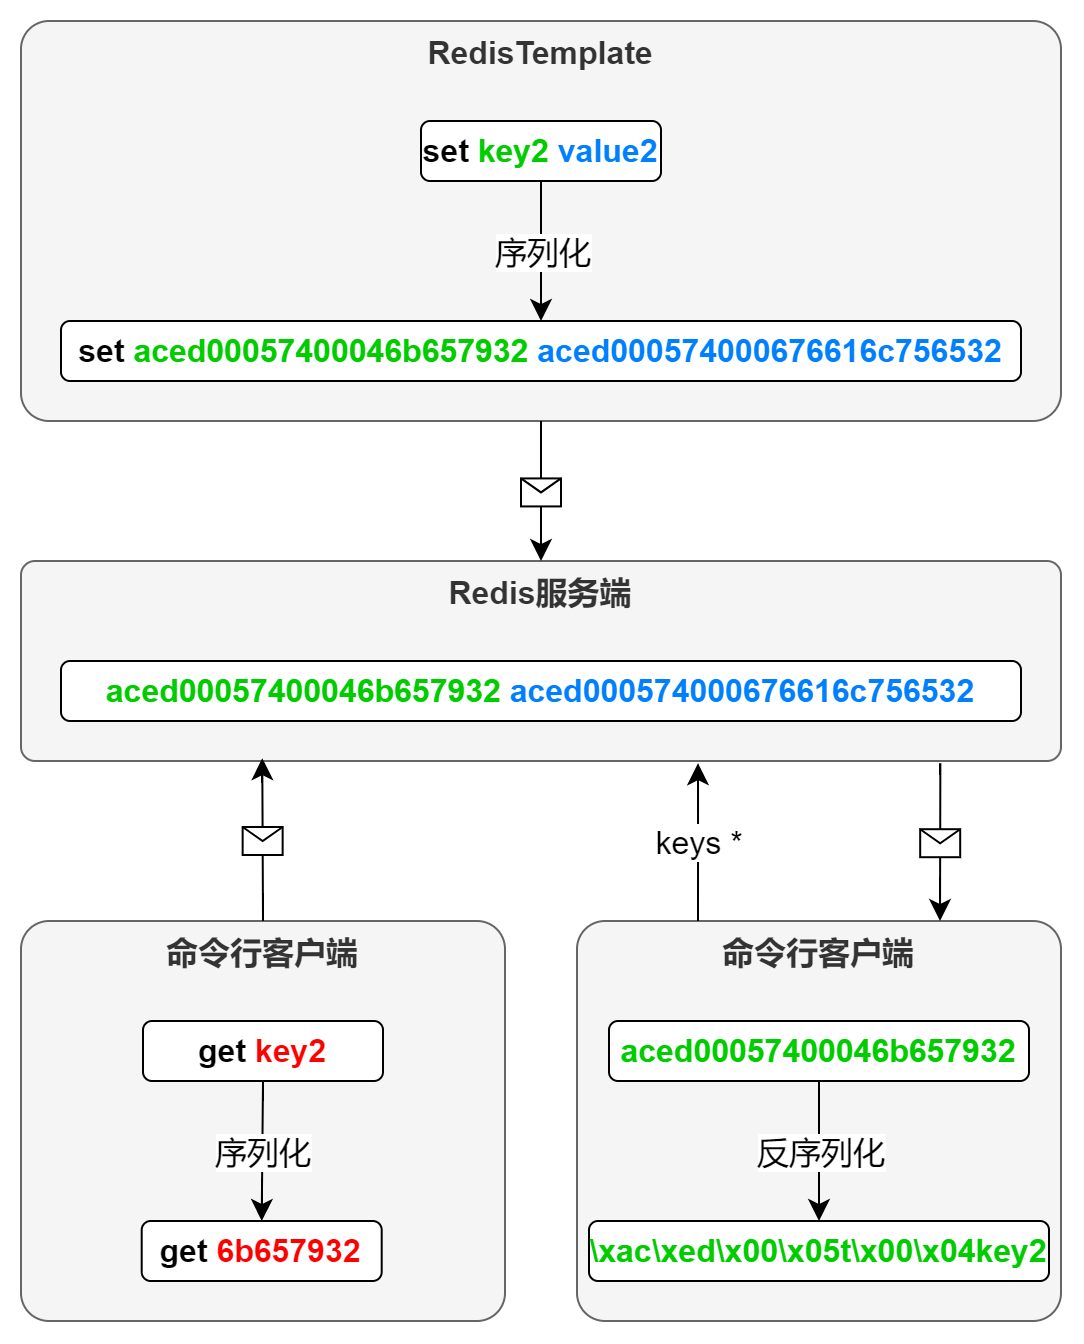 RedisTemplate
set key2 value2
序列化
set aced00057400046b657932 aced000574000676616c756532
Redis服务端
aced00057400046b657932 aced000574000676616c756532
keys *
命令行客户端
get key2
序列化
get 6b657932
命令行客户端
aced00057400046b657932
反序列化
\xac\xed\x00\x05t\x00\x04key2